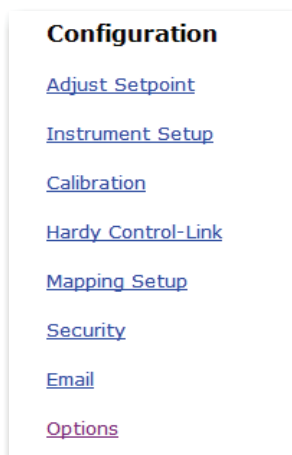 Configuration
Adjust Setpoint
Instrument Setup
Calibration
Hardy Control-Link
Mapping Setup
Security
Email
Options